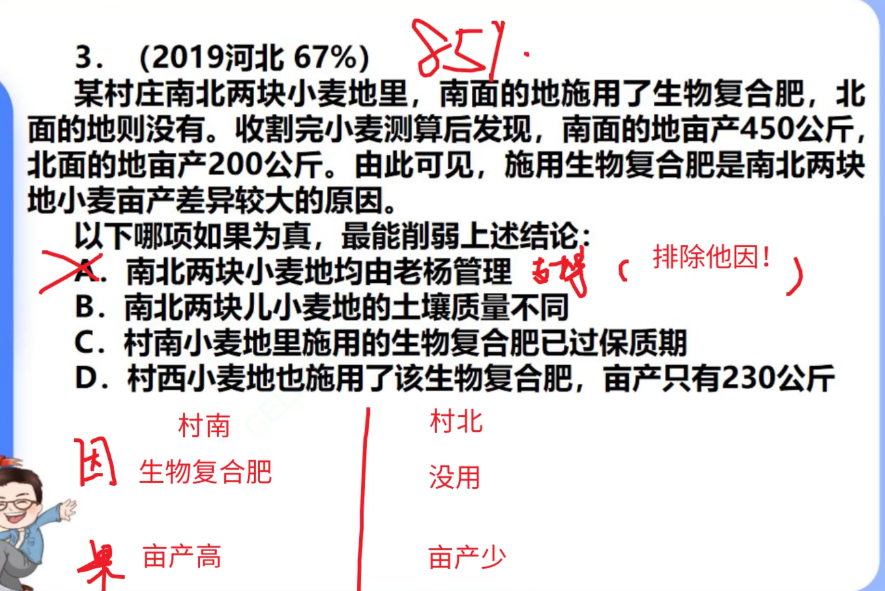 3．（2019河北 67%） 85%.
某村庄南北两块小麦地里，南面的地施用了生物复合肥，北
面的地则没有。收割完小麦测算后发现，南面的地亩产450公斤，
北面的地亩产200公斤。由此可见，施用生物复合肥是南北两块
地小麦亩产差异较大的原因。
以下哪项如果为真，最能削弱上述结论：
A．南北两块小麦地均由老杨管理 （排除他因！）
B．南北两块儿小麦地的土壤质量不同
C．村南小麦地里施用的生物复合肥已过保质期
D．村西小麦地也施用了该生物复合肥，亩产只有230公斤
村南 村北
因 生物复合肥 没用
果 亩产高 亩产少